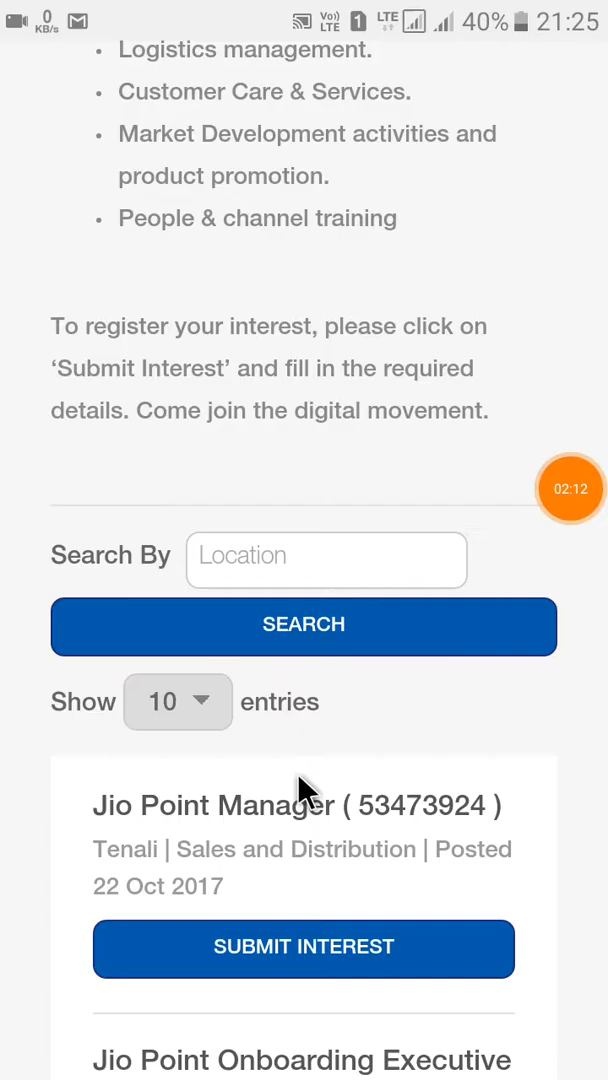 0
KB/s
Vo)
LTE
1
LTE
40%
21:25
Logistics management.
Customer Care & Services.
Market Development activities and
product promotion.
People & channel training
To register your interest, please click on
‘Submit Interest’ and fill in the required
details. Come join the digital movement.
02:12
Search By Location
SEARCH
Show 10 entries
Jio Point Manager ( 53473924 )
Tenali | Sales and Distribution | Posted
22 Oct 2017
SUBMIT INTEREST
Jio Point Onboarding Executive